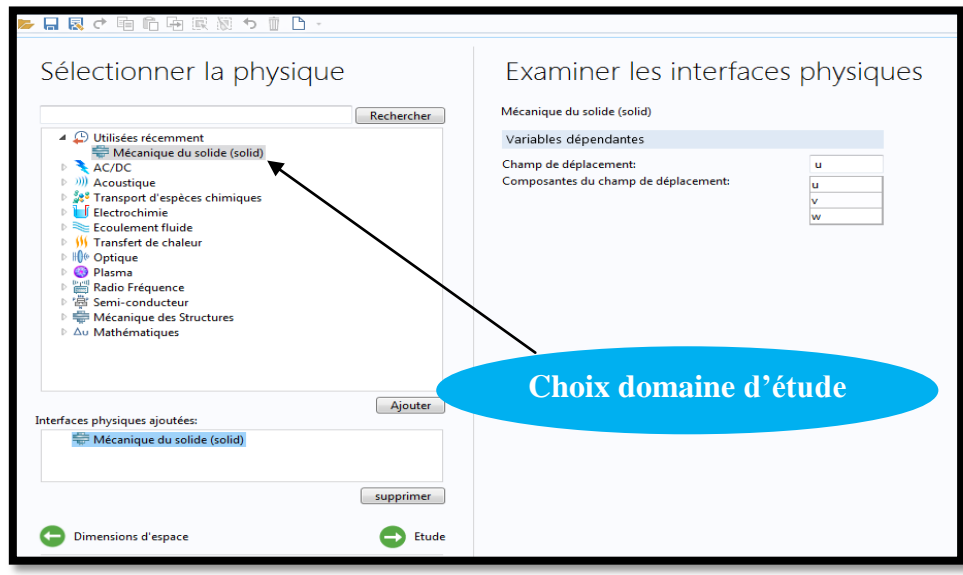 Sélectionner la physique
Rechercher
Utilisées récemment
Mécanique du solide (solid)
AC/DC
Acoustique
Transport d'espèces chimiques
Electrochimie
Ecoulement fluide
Transfert de chaleur
Optique
Plasma
Radio Fréquence
Semi-conducteur
Mécanique des Structures
Δu Mathématiques
Ajouter
Interfaces physiques ajoutées:
Mécanique du solide (solid)
supprimer
Dimensions d'espace
Etude
Examiner les interfaces physiques
Mécanique du solide (solid)
Variables dépendantes
Champ de déplacement: u
Composantes du champ de déplacement: u
v
w
Choix domaine d’étude